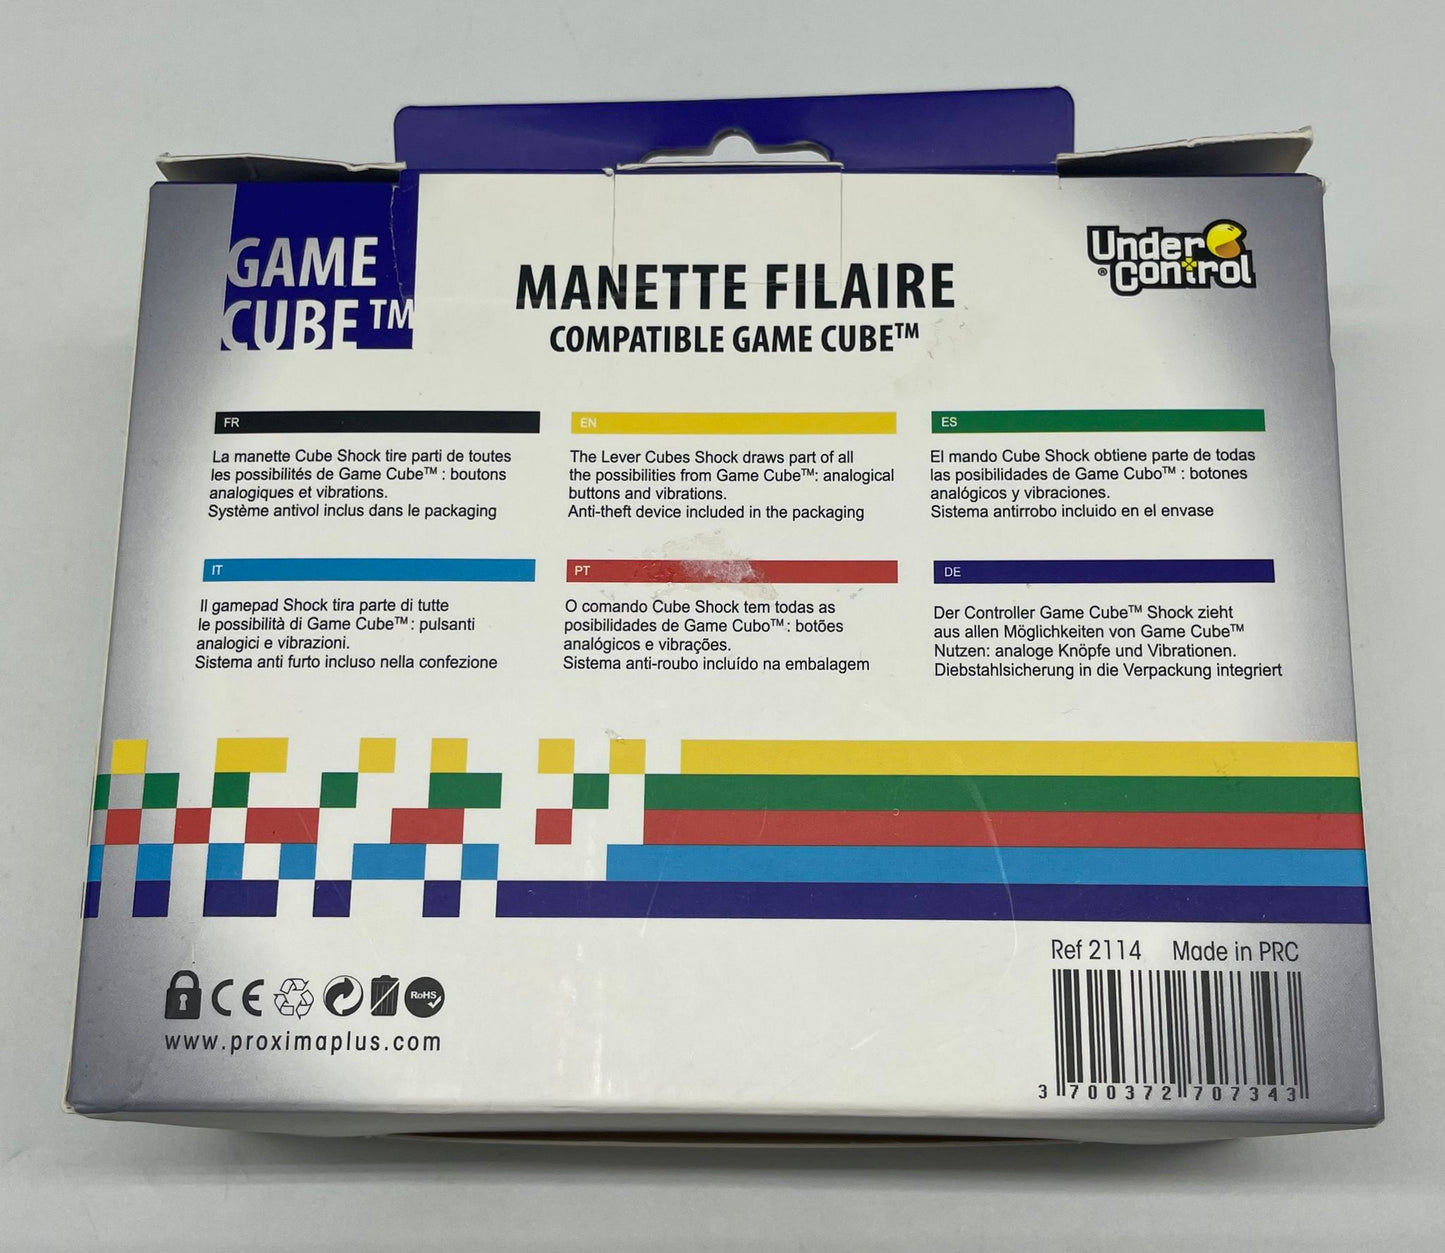 GAME
CUBE™
MANETTE FILAIRE
COMPATIBLE GAME CUBE™
Under
® Control
FR
La manette Cube Shock tire parti de toutes
les possibilités de Game Cube™ : boutons
analogiques et vibrations.
Système antivol inclus dans le packaging
EN
The Lever Cubes Shock draws part of all
the possibilities from Game Cube™: analogical
buttons and vibrations.
Anti-theft device included in the packaging
ES
El mando Cube Shock obtiene parte de todas
las posibilidades de Game Cubo™ : botones
analógicos y vibraciones.
Sistema antirrobo incluido en el envase
IT
Il gamepad Shock tira parte di tutte
le possibilità di Game Cube™ : pulsanti
analogici e vibrazioni.
Sistema anti furto incluso nella confezione
PT
O comando Cube Shock tem todas as
posibilidades de Game Cubo™ : botões
analógicos e vibrações.
Sistema anti-roubo incluído na embalagem
DE
Der Controller Game Cube™ Shock zieht
aus allen Möglichkeiten von Game Cube™
Nutzen: analoge Knöpfe und Vibrationen.
Diebstahlsicherung in die Verpackung integriert
CE
RoHS
www.proximaplus.com
Ref 2114 Made in PRC
3 700372 707343